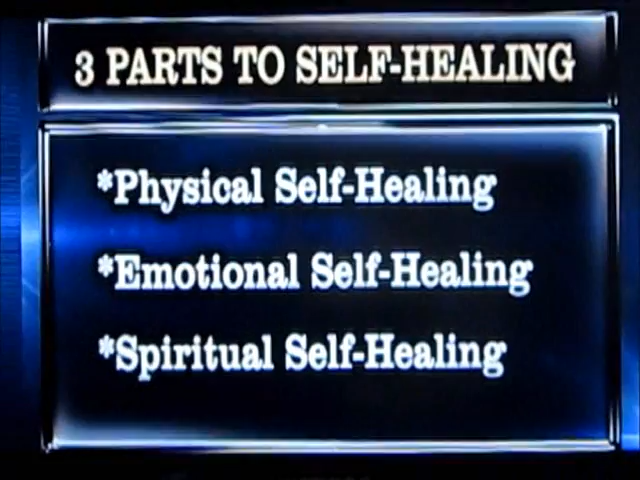 3 PARTS TO SELF-HEALING
*Physical Self-Healing
*Emotional Self-Healing
*Spiritual Self-Healing